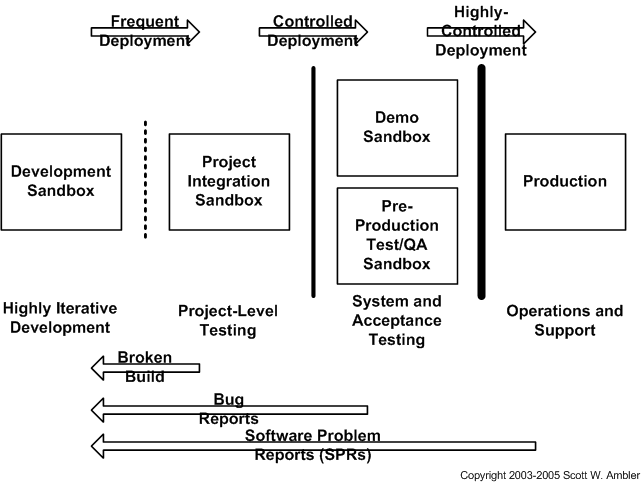 Frequent
Deployment
Controlled
Deployment
Highly-
Controlled
Deployment
Development
Sandbox
Project
Integration
Sandbox
Demo
Sandbox
Pre-
Production
Test/QA
Sandbox
Production
Highly Iterative
Development
Project-Level
Testing
System and
Acceptance
Testing
Operations and
Support
Broken
Build
Bug
Reports
Software Problem
Reports (SPRs)
Copyright 2003-2005 Scott W. Ambler